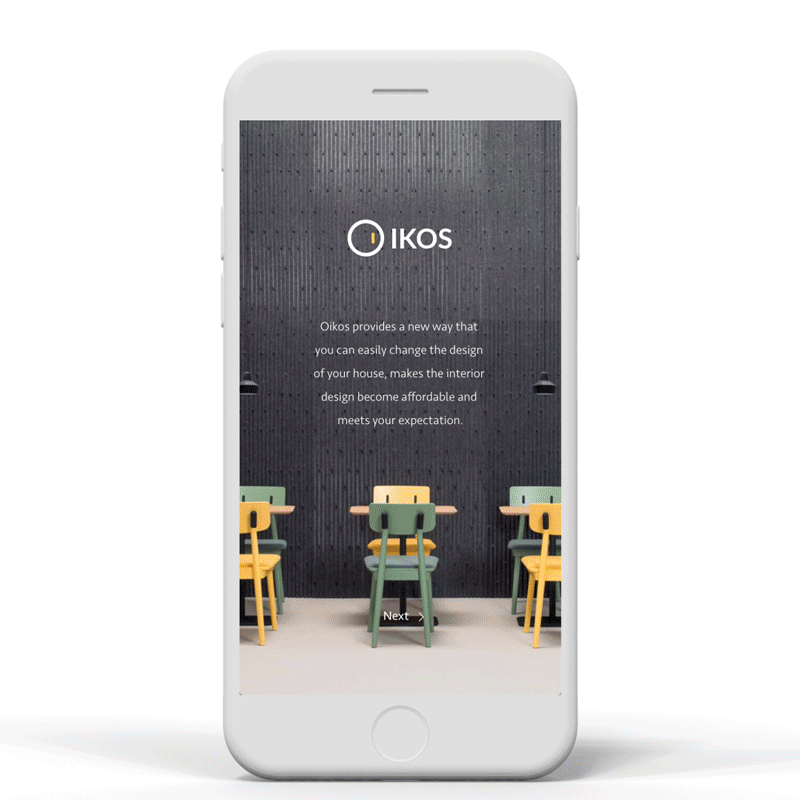 OIKOS
Oikos provides a new way that
you can easily change the design
of your house, makes the interior
design become affordable and
meets your expectation.
Next >